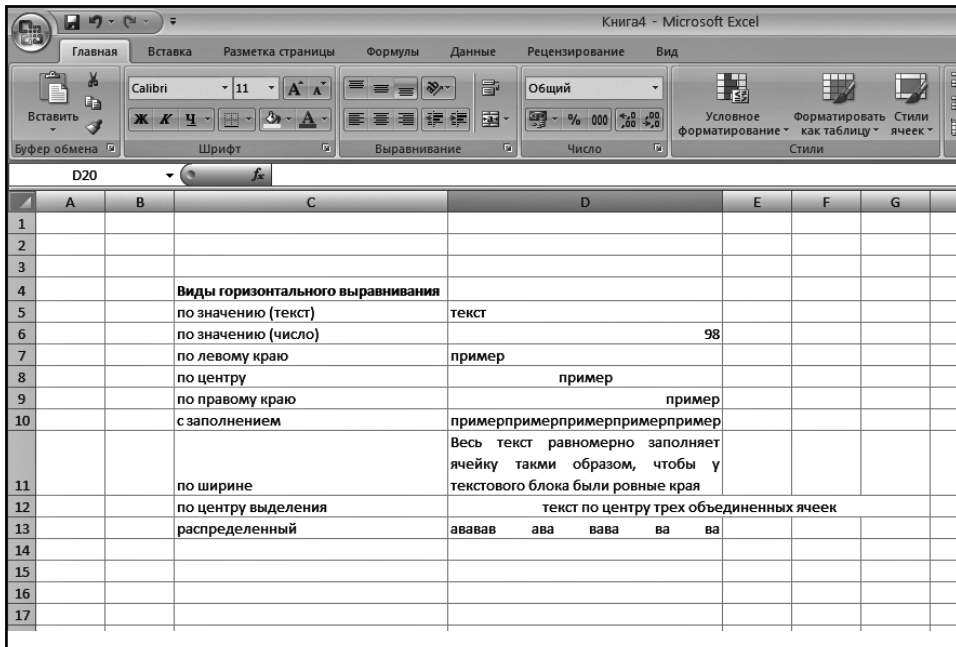 Книга4 - Microsoft Excel
Главная Вставка Разметка страницы Формулы Данные Рецензирование Вид
Calibri 11 A A Общий
Вставить Ж К Ч A % 000 Условное форматирование Форматировать как таблицу Стили ячеек
Буфер обмена Шрифт Выравнивание Число Стили
D20 fx
A B C D E F G
1
2
3
4 Виды горизонтального выравнивания
5 по значению (текст) текст
6 по значению (число) 98
7 по левому краю пример
8 по центру пример
9 по правому краю пример
10 с заполнением примерпримерпримерпримерпример
Весь текст равномерно заполняет
ячейку такми образом, чтобы у
11 по ширине текстового блока были ровные края
12 по центру выделения текст по центру трех объединенных ячеек
13 распределенный ававав ава вава ва ва
14
15
16
17